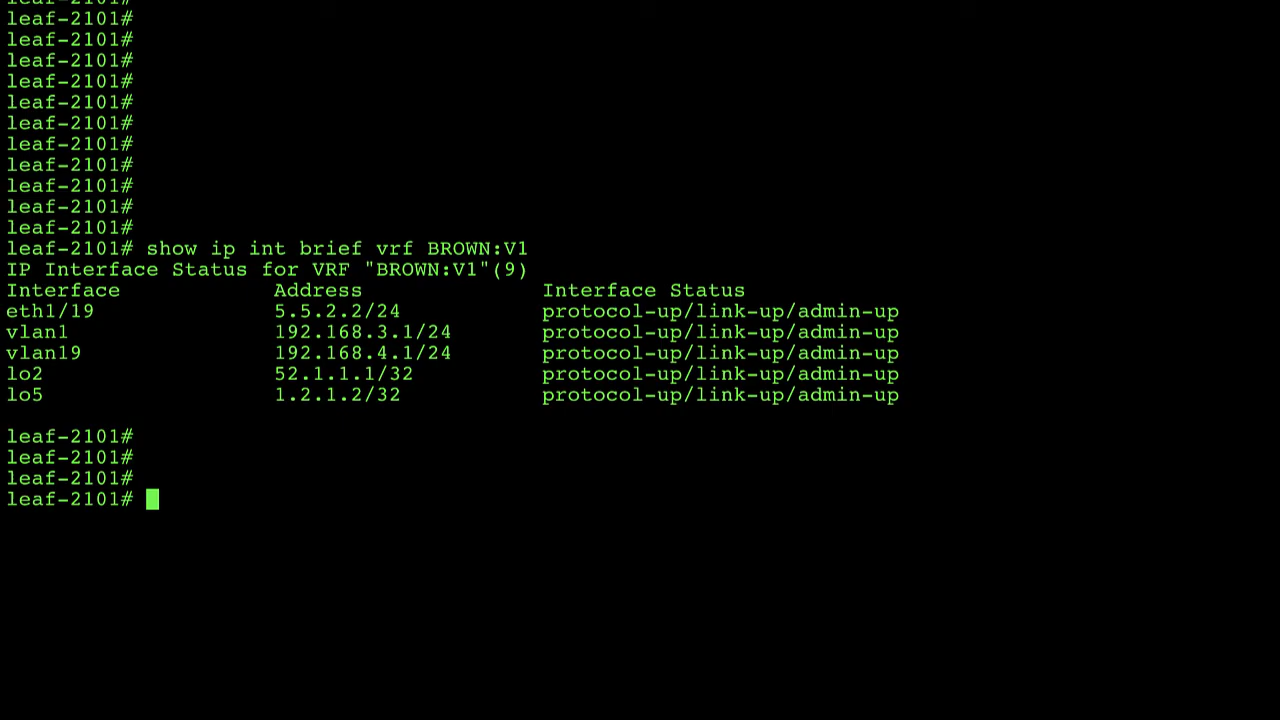 leaf-2101#
leaf-2101#
leaf-2101#
leaf-2101#
leaf-2101#
leaf-2101#
leaf-2101#
leaf-2101#
leaf-2101#
leaf-2101#
leaf-2101#
leaf-2101#
leaf-2101# show ip int brief vrf BROWN:V1
IP Interface Status for VRF "BROWN:V1"(9)
Interface Address Interface Status
eth1/19 5.5.2.2/24 protocol-up/link-up/admin-up
vlan1 192.168.3.1/24 protocol-up/link-up/admin-up
vlan19 192.168.4.1/24 protocol-up/link-up/admin-up
lo2 52.1.1.1/32 protocol-up/link-up/admin-up
lo5 1.2.1.2/32 protocol-up/link-up/admin-up
leaf-2101#
leaf-2101#
leaf-2101#
leaf-2101#